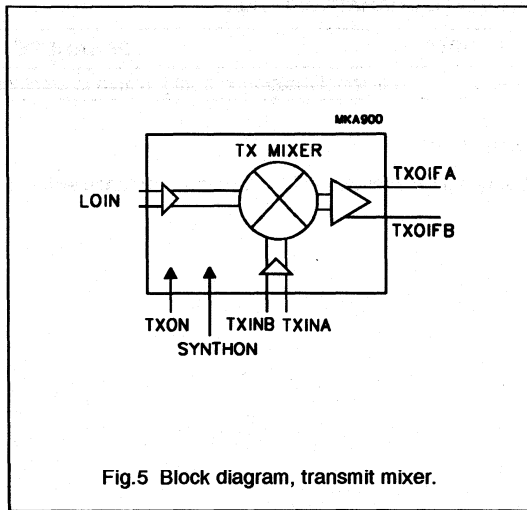 MKA900
TX MIXER
TXOIFA
LOIN
TXOIFB
TXON
TXINB TXINA
SYNTHON
Fig.5 Block diagram, transmit mixer.